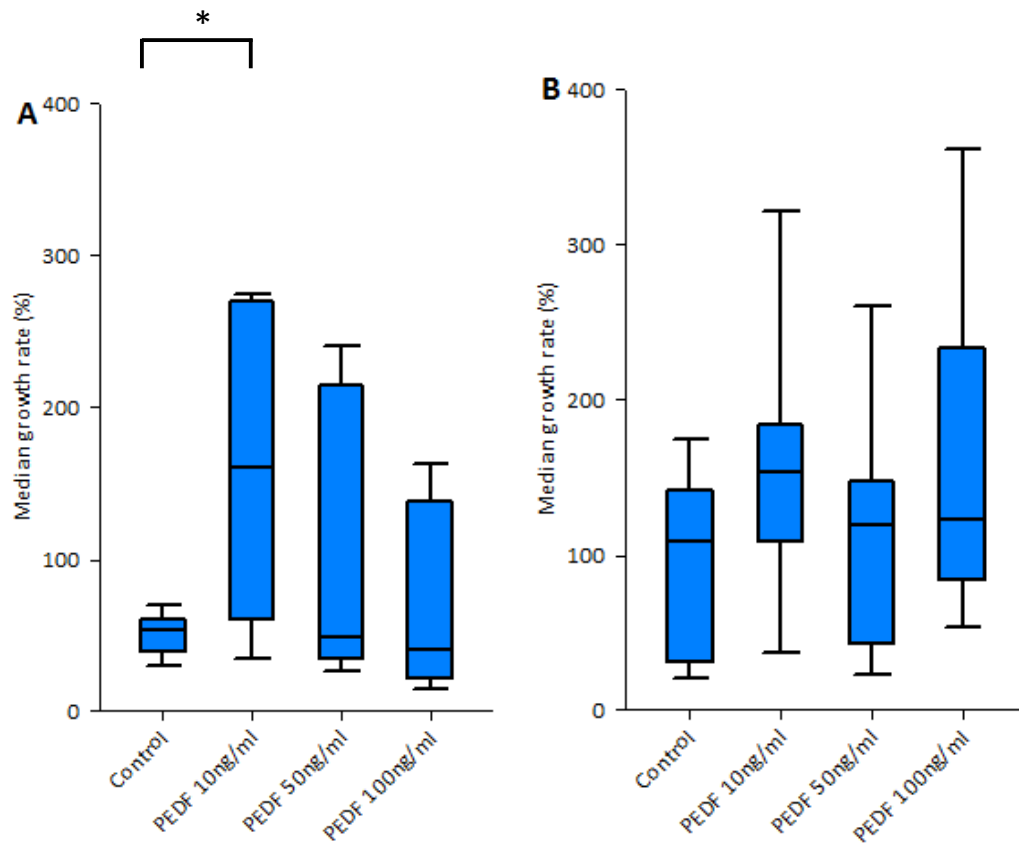 *
A
400
300
200
100
0
Median growth rate (%)
Control
PEDF 10ng/ml
PEDF 50ng/ml
PEDF 100ng/ml
B
400
300
200
100
0
Median growth rate (%)
Control
PEDF 10ng/ml
PEDF 50ng/ml
PEDF 100ng/ml